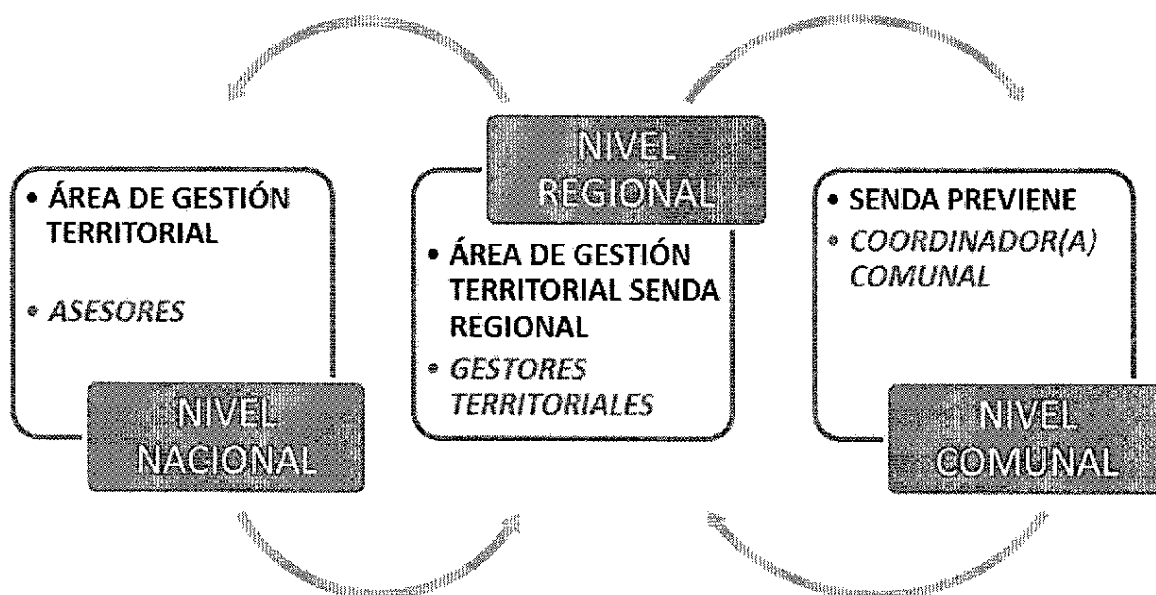 • ÁREA DE GESTIÓN
TERRITORIAL
• ASESORES
NIVEL
NACIONAL
NIVEL
REGIONAL
• ÁREA DE GESTIÓN
TERRITORIAL SENDA
REGIONAL
• GESTORES
TERRITORIALES
• SENDA PREVIENE
• COORDINADOR(A)
COMUNAL
NIVEL
COMUNAL